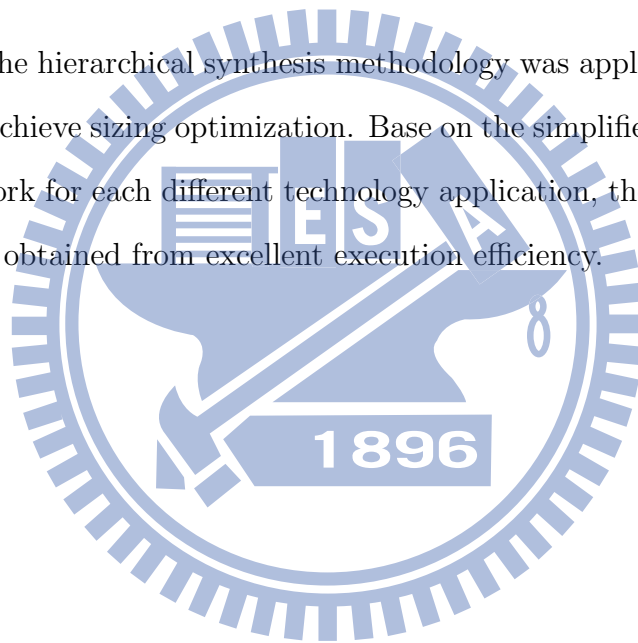 he hierarchical synthesis methodology was appl
chieve sizing optimization. Base on the simplifie
ork for each different technology application, th
obtained from excellent execution efficiency.
E S A
1896